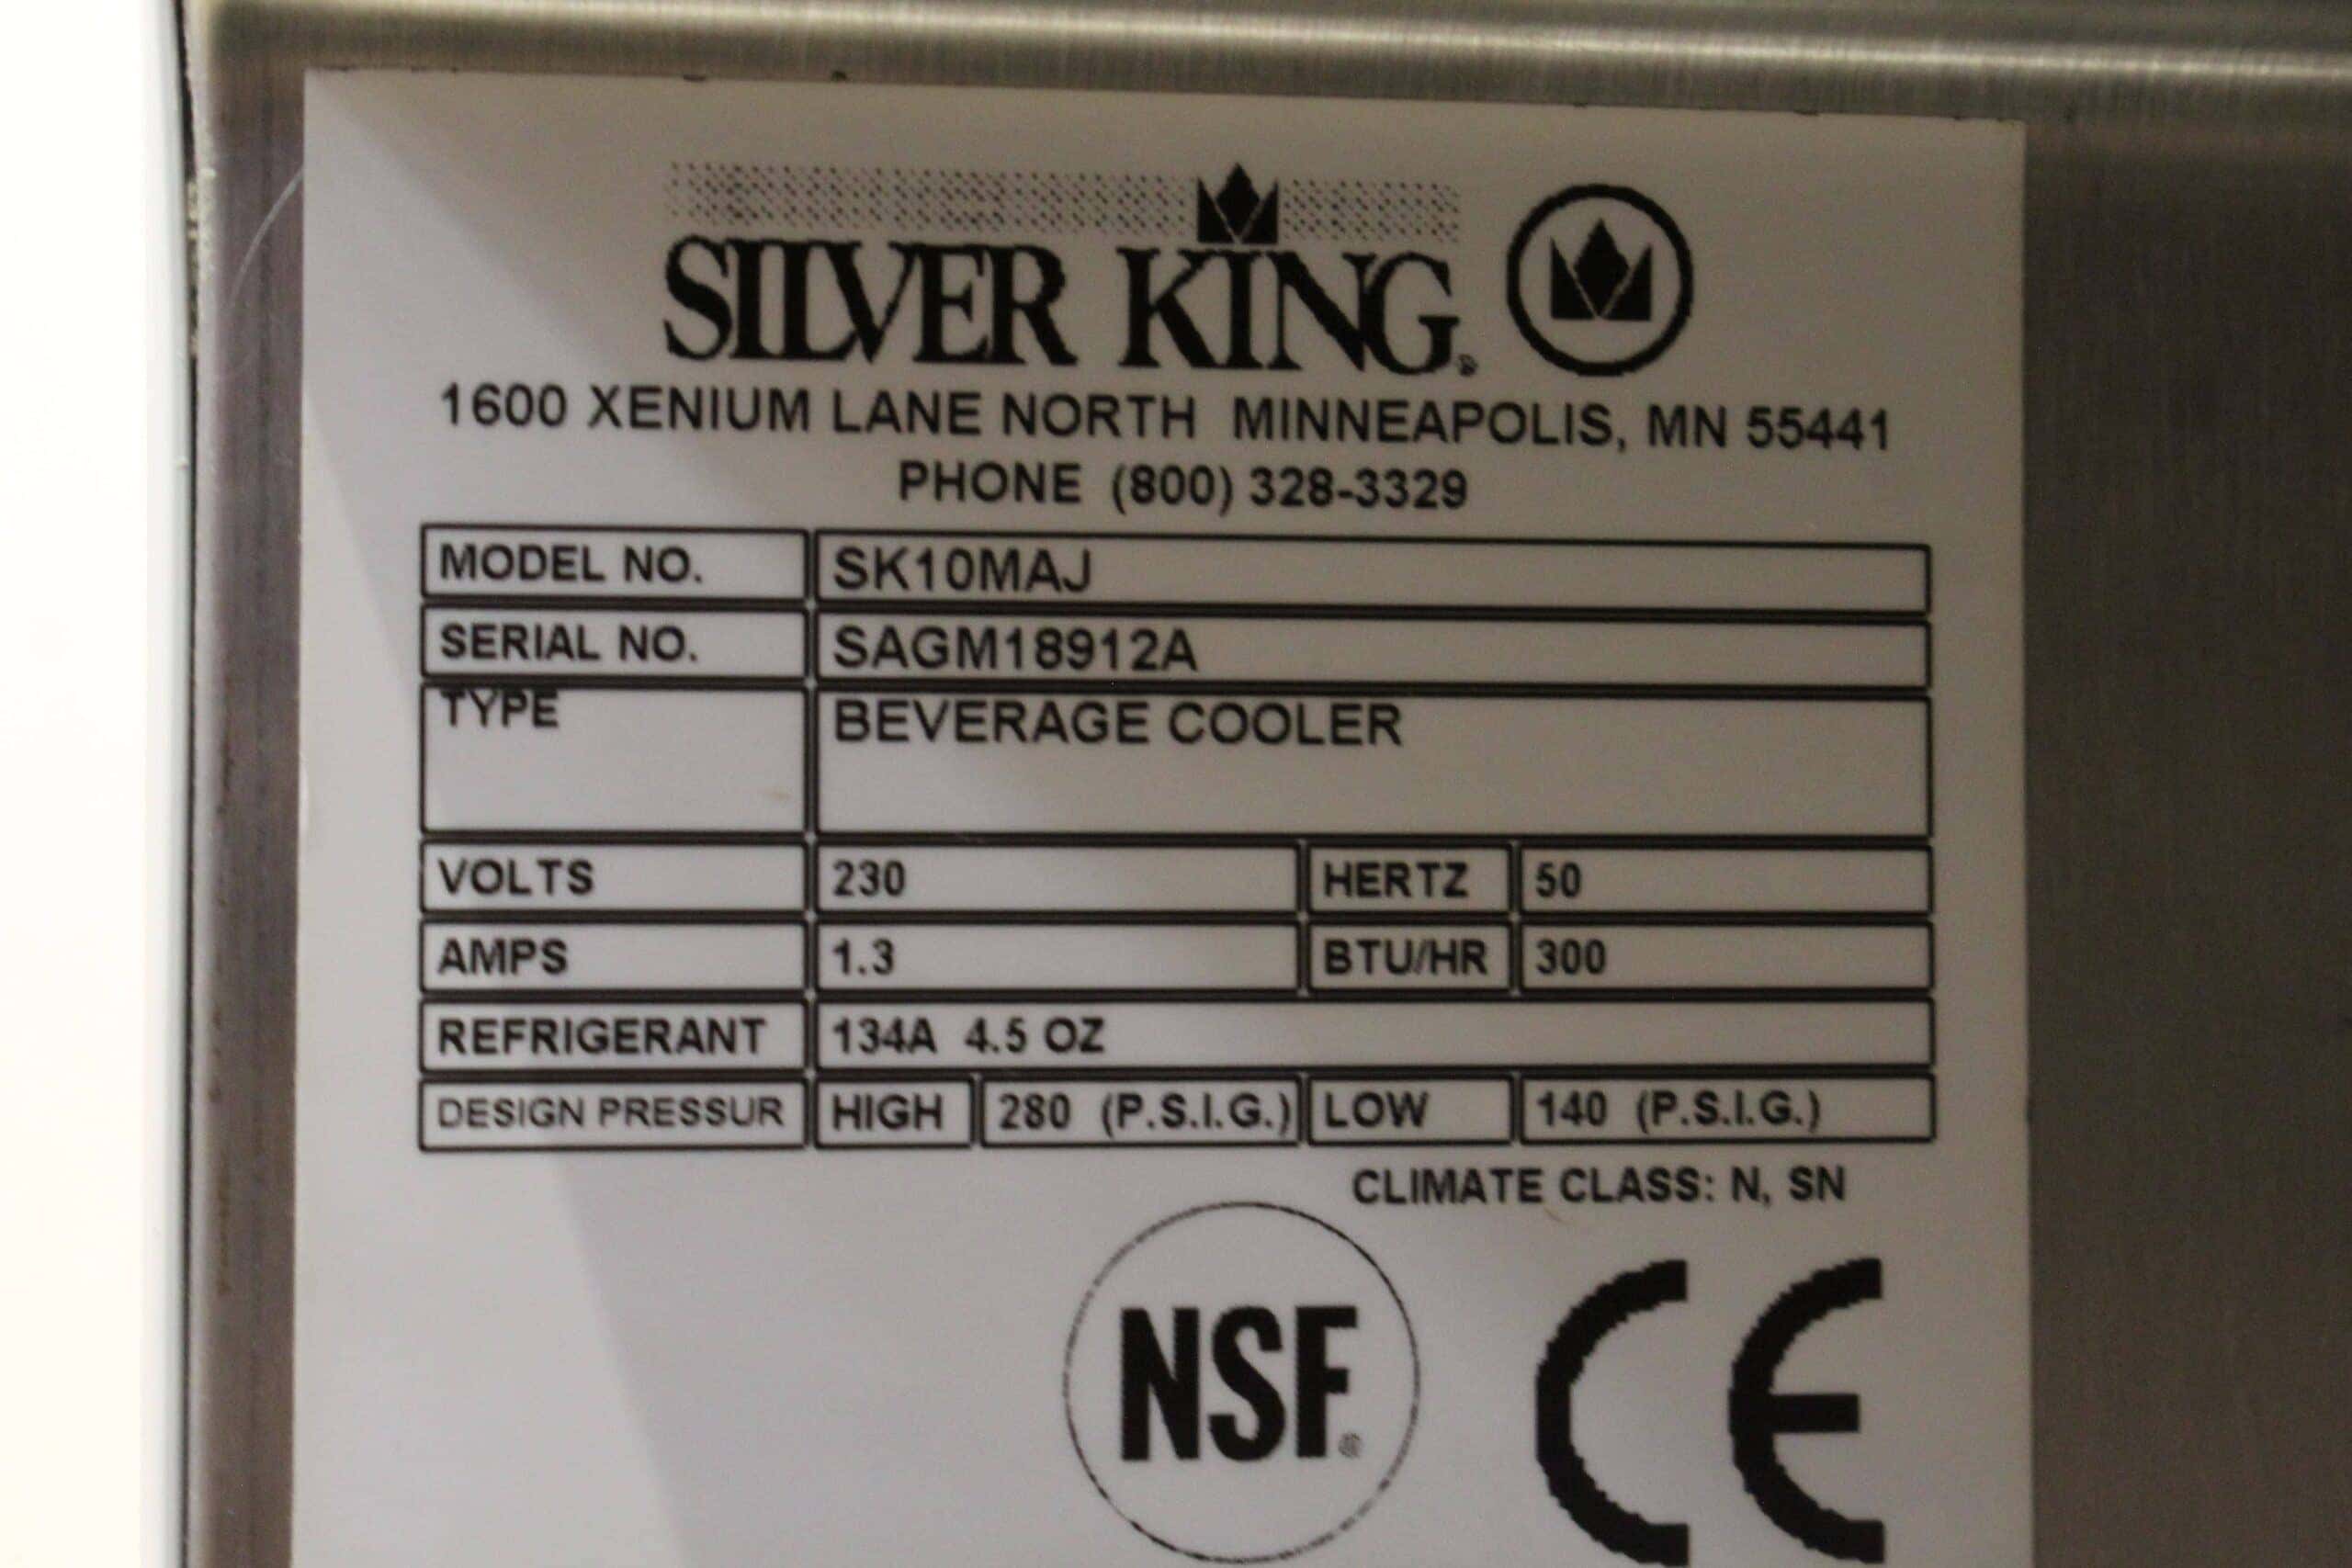 SILVER KING®
1600 XENIUM LANE NORTH MINNEAPOLIS, MN 55441
PHONE (800) 328-3329
MODEL NO. SK10MAJ
SERIAL NO. SAGM18912A
TYPE BEVERAGE COOLER
VOLTS 230 HERTZ 50
AMPS 1.3 BTU/HR 300
REFRIGERANT 134A 4.5 OZ
DESIGN PRESSUR HIGH 280 (P.S.I.G.) LOW 140 (P.S.I.G.)
CLIMATE CLASS: N, SN
NSF® CE